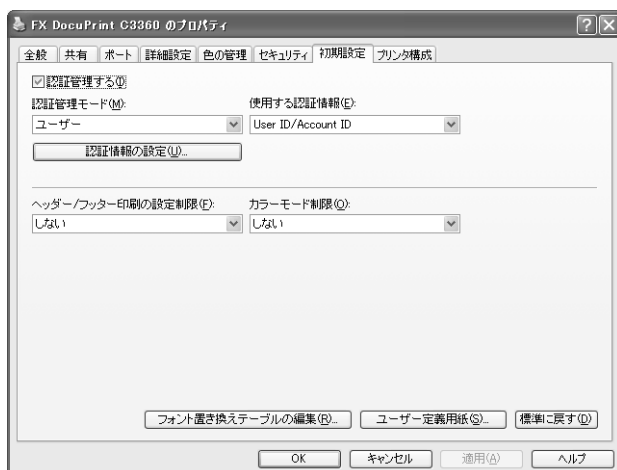 FX DocuPrint C3360 のプロパティ
全般 共有 ポート 詳細設定 色の管理 セキュリティ 初期設定 プリンタ構成
認証管理する(I)
認証管理モード(M): 使用する認証情報(E):
ユーザー User ID/Account ID
認証情報の設定(U)...
ヘッダー/フッター印刷の設定制限(F): カラーモード制限(O):
しない しない
フォント置き換えテーブルの編集(R)... ユーザー定義用紙(S)... 標準に戻す(D)
OK キャンセル 適用(A) ヘルプ